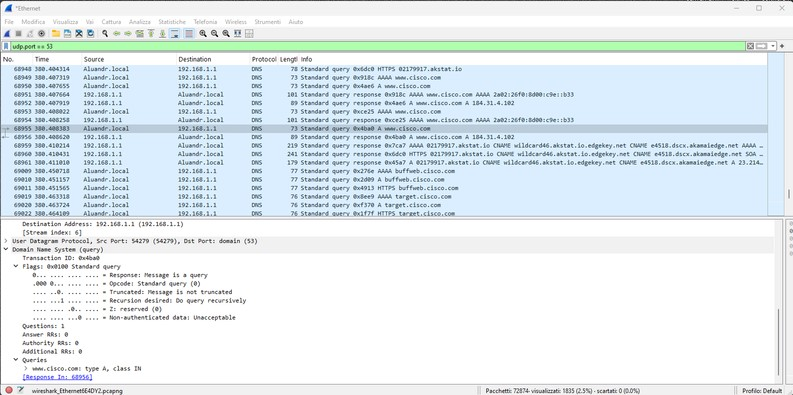 *Ethernet
File Modifica Visualizza Vai Cattura Analizza Statistiche Telefonia Wireless Strumenti Aiuto
udp.port == 53
No. Time Source Destination Protocol Lengtl Info
68948 380.404314 Aluandr.local 192.168.1.1 DNS 78 Standard query 0x6dc0 HTTPS 02179917.akstat.io
68949 380.407319 Aluandr.local 192.168.1.1 DNS 73 Standard query 0x918c AAAA www.cisco.com
68950 380.407655 Aluandr.local 192.168.1.1 DNS 73 Standard query 0x4ae6 A www.cisco.com
68951 380.407664 Aluandr.local 192.168.1.1 DNS 101 Standard query response 0x918c AAAA www.cisco.com AAAA 2a02:26f0:8d00:c9e::b33
68952 380.407919 Aluandr.local 192.168.1.1 DNS 89 Standard query response 0x4ae6 A www.cisco.com A 184.31.4.102
68953 380.408022 Aluandr.local 192.168.1.1 DNS 73 Standard query 0xce25 AAAA www.cisco.com
68954 380.408258 Aluandr.local 192.168.1.1 DNS 101 Standard query response 0xce25 AAAA www.cisco.com AAAA 2a02:26f0:8d00:c9e::b33
68955 380.408383 Aluandr.local 192.168.1.1 DNS 73 Standard query 0x4ba0 A www.cisco.com
68956 380.408620 Aluandr.local 192.168.1.1 DNS 89 Standard query response 0x4ba0 A www.cisco.com A 184.31.4.102
68959 380.410214 Aluandr.local 192.168.1.1 DNS 219 Standard query response 0x7ca7 AAAA 02179917.akstat.io CNAME wildcard46.akstat.io.edgekey.net CNAME e4518.dscx.akamaiedge.net AAAA …
68960 380.410431 Aluandr.local 192.168.1.1 DNS 241 Standard query response 0x6dc0 HTTPS 02179917.akstat.io CNAME wildcard46.akstat.io.edgekey.net CNAME e4518.dscx.akamaiedge.net SOA …
68961 380.411010 Aluandr.local 192.168.1.1 DNS 179 Standard query response 0x45a7 A 02179917.akstat.io CNAME wildcard46.akstat.io.edgekey.net CNAME e4518.dscx.akamaiedge.net A 23.214…
69009 380.450718 Aluandr.local 192.168.1.1 DNS 77 Standard query 0x276e AAAA buffweb.cisco.com
69010 380.451157 Aluandr.local 192.168.1.1 DNS 77 Standard query 0x2d09 A buffweb.cisco.com
69011 380.451565 Aluandr.local 192.168.1.1 DNS 77 Standard query 0x4913 HTTPS buffweb.cisco.com
69019 380.463318 Aluandr.local 192.168.1.1 DNS 76 Standard query 0x8ee9 AAAA target.cisco.com
69020 380.463724 Aluandr.local 192.168.1.1 DNS 76 Standard query 0xf370 A target.cisco.com
69022 380.464109 Aluandr.local 192.168.1.1 DNS 76 Standard query 0x1f7f HTTPS target.cisco.com
Destination Address: 192.168.1.1 (192.168.1.1)
[Stream index: 6]
User Datagram Protocol, Src Port: 54279 (54279), Dst Port: domain (53)
Domain Name System (query)
Transaction ID: 0x4ba0
Flags: 0x0100 Standard query
0... .... .... .... = Response: Message is a query
.000 0... .... .... = Opcode: Standard query (0)
.... ..0. .... .... = Truncated: Message is not truncated
.... ...1 .... .... = Recursion desired: Do query recursively
.... .... .0.. .... = Z: reserved (0)
.... .... ...0 .... = Non-authenticated data: Unacceptable
Questions: 1
Answer RRs: 0
Authority RRs: 0
Additional RRs: 0
Queries
www.cisco.com: type A, class IN
[Response In: 68956]
wireshark_Ethernet6E4DY2.pcapng Pacchetti: 72874· visualizzati: 1835 (2.5%) · scartati: 0 (0.0%) Profilo: Default